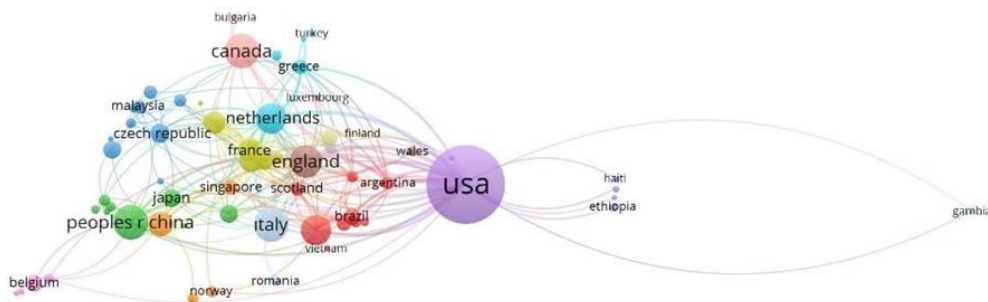 bulgaria
turkey
canada
greece
luxembourg
malaysia
netherlands
czech republic
finland
france
england
wales
haiti
usa
singapore
scotland
argentina
japan
ethiopia
gambia
peoples r china
italy
brazil
vietnam
belgium
romania
norway